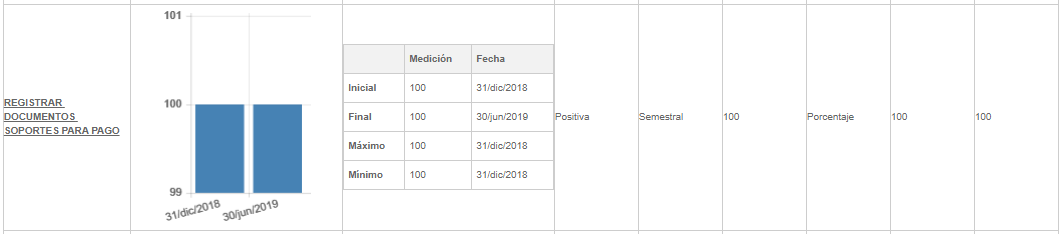 REGISTRAR
DOCUMENTOS
SOPORTES PARA PAGO
101
100
99
31/dic/2018
30/jun/2019
Medición Fecha
Inicial 100 31/dic/2018
Final 100 30/jun/2019
Máximo 100 31/dic/2018
Mínimo 100 31/dic/2018
Positiva
Semestral
100
Porcentaje
100
100